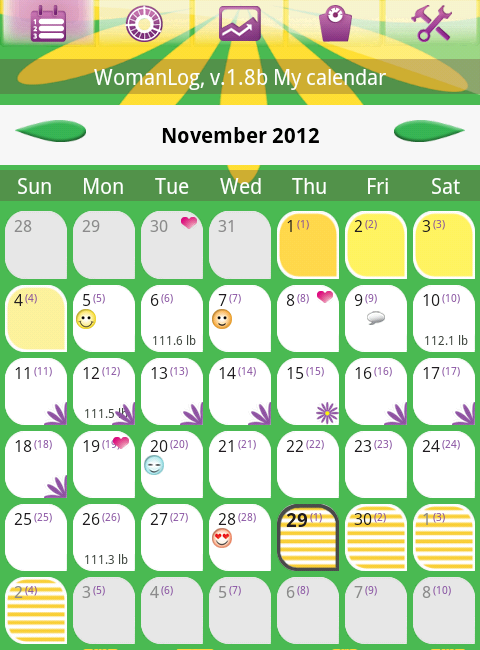 WomanLog, v.1.8b My calendar
November 2012
Sun Mon Tue Wed Thu Fri Sat
28 29 30 31 1 (1) 2 (2) 3 (3)
4 (4) 5 (5) 6 (6) 7 (7) 8 (8) 9 (9) 10 (10)
111.6 lb 112.1 lb
11 (11) 12 (12) 13 (13) 14 (14) 15 (15) 16 (16) 17 (17)
111.5 lb
18 (18) 19 (19) 20 (20) 21 (21) 22 (22) 23 (23) 24 (24)
25 (25) 26 (26) 27 (27) 28 (28) 29 (1) 30 (2) 1 (3)
111.3 lb
2 (4) 3 (5) 4 (6) 5 (7) 6 (8) 7 (9) 8 (10)